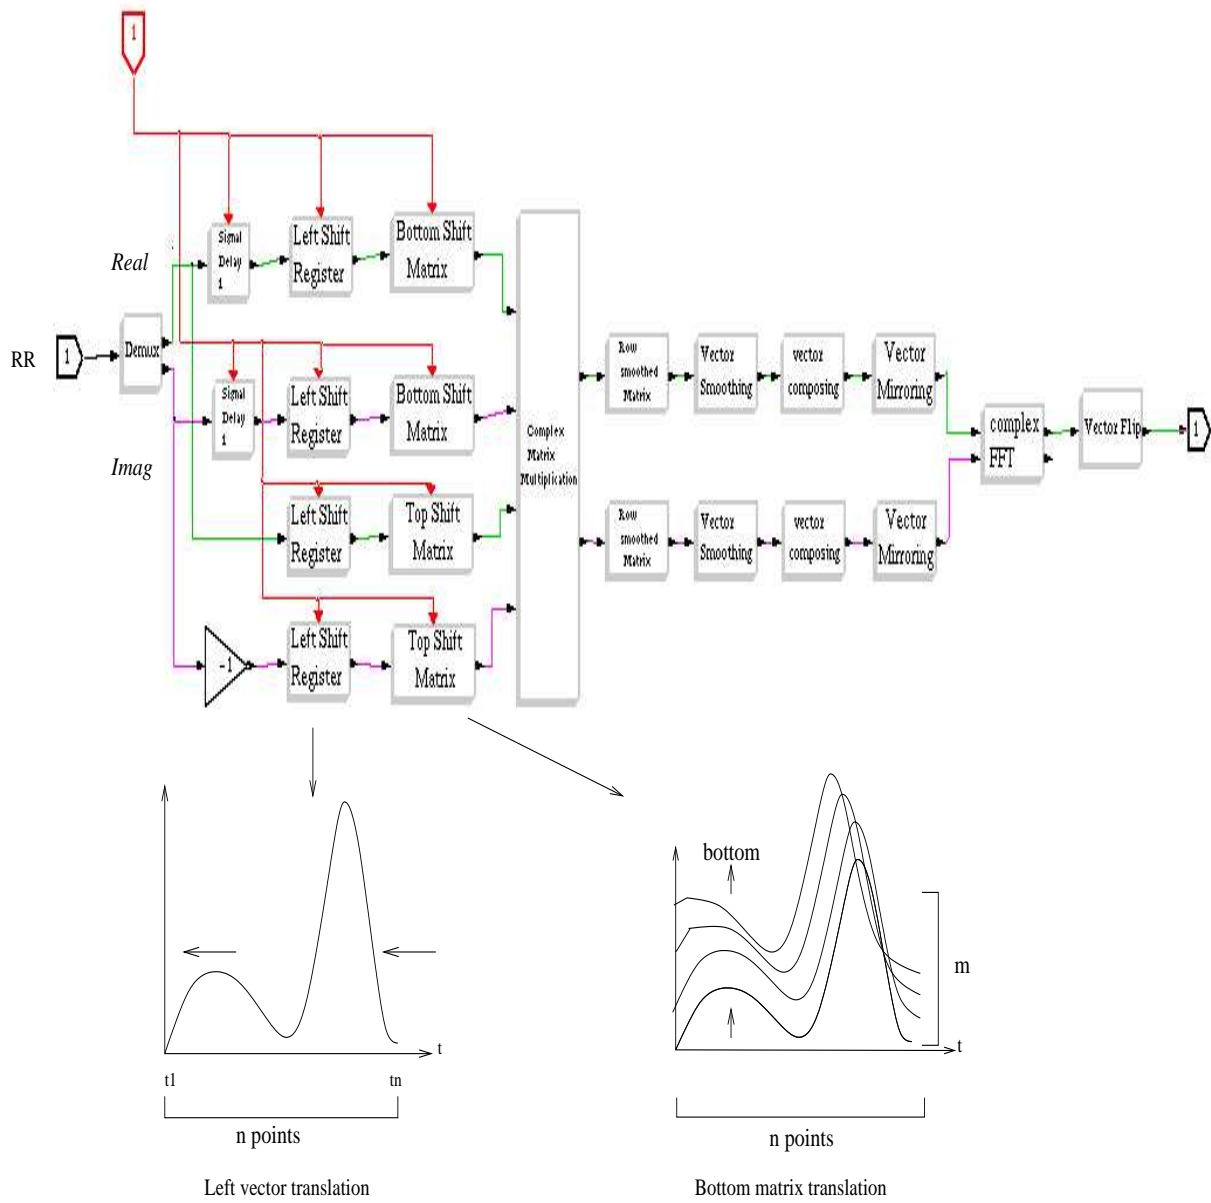 1
Real
Signal
Delay
1
Left Shift
Register
Bottom Shift
Matrix
RR
1
Demux
Imag
Signal
Delay
1
Left Shift
Register
Bottom Shift
Matrix
Left Shift
Register
Top Shift
Matrix
-1
Left Shift
Register
Top Shift
Matrix
Complex
Matrix
Multiplication
Row
smoothed
Matrix
Vector
Smoothing
vector
composing
Vector
Mirroring
Row
smoothed
Matrix
Vector
Smoothing
vector
composing
Vector
Mirroring
complex
FFT
Vector Flip
1
t
t1
tn
n points
Left vector translation
bottom
m
t
n points
Bottom matrix translation